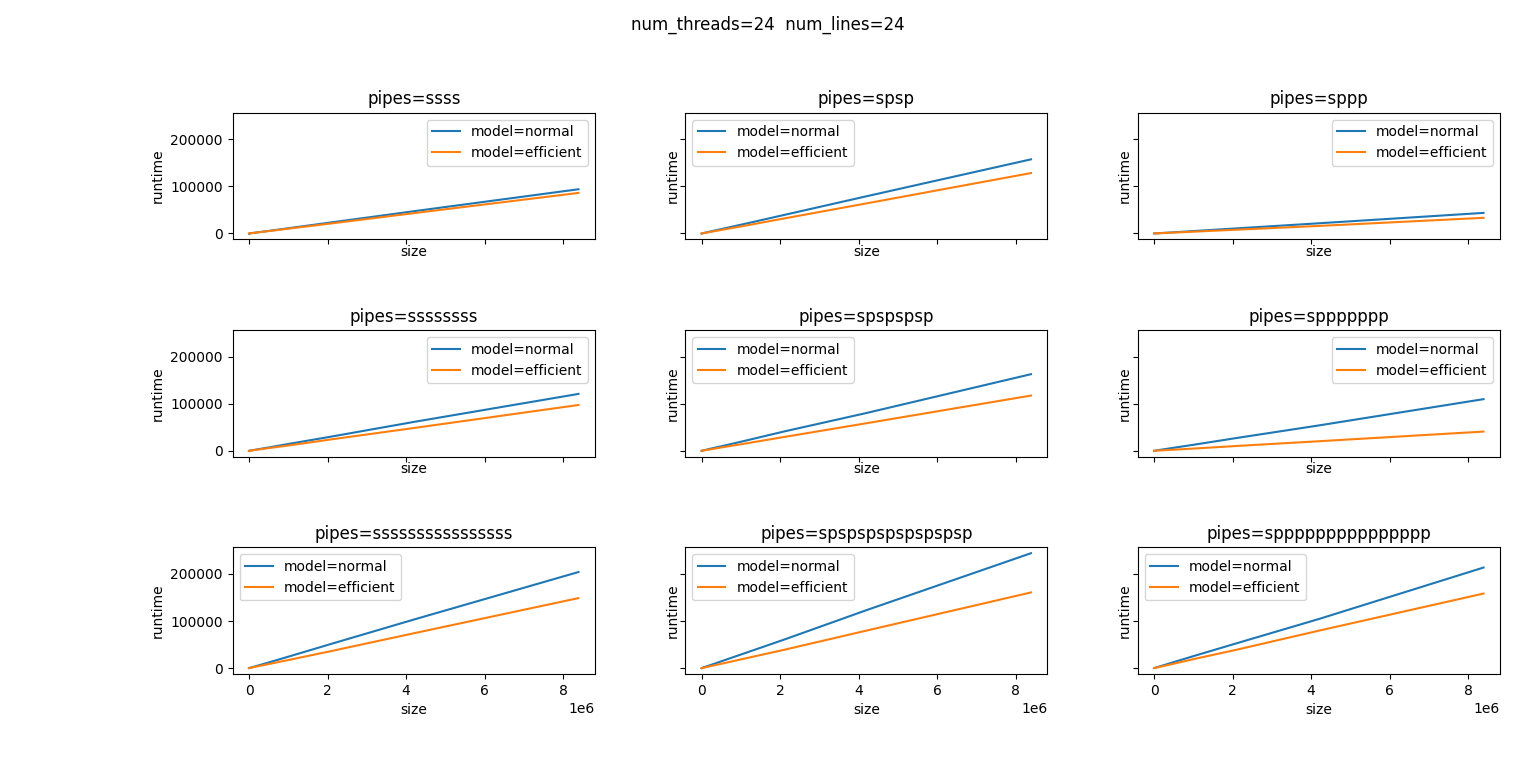 num_threads=24  num_lines=24
pipes=ssss
pipes=spsp
pipes=sppp
200000
100000
0
runtime
model=normal
model=efficient
size
runtime
model=normal
model=efficient
size
runtime
model=normal
model=efficient
size
pipes=ssssssss
pipes=spspspsp
pipes=sppppppp
200000
100000
0
runtime
model=normal
model=efficient
size
runtime
model=normal
model=efficient
size
runtime
model=normal
model=efficient
size
pipes=ssssssssssssssss
pipes=spspspspspspspsp
pipes=sppppppppppppppp
200000
100000
0
runtime
model=normal
model=efficient
0 2 4 6 8
size
1e6
runtime
model=normal
model=efficient
0 2 4 6 8
size
1e6
runtime
model=normal
model=efficient
0 2 4 6 8
size
1e6